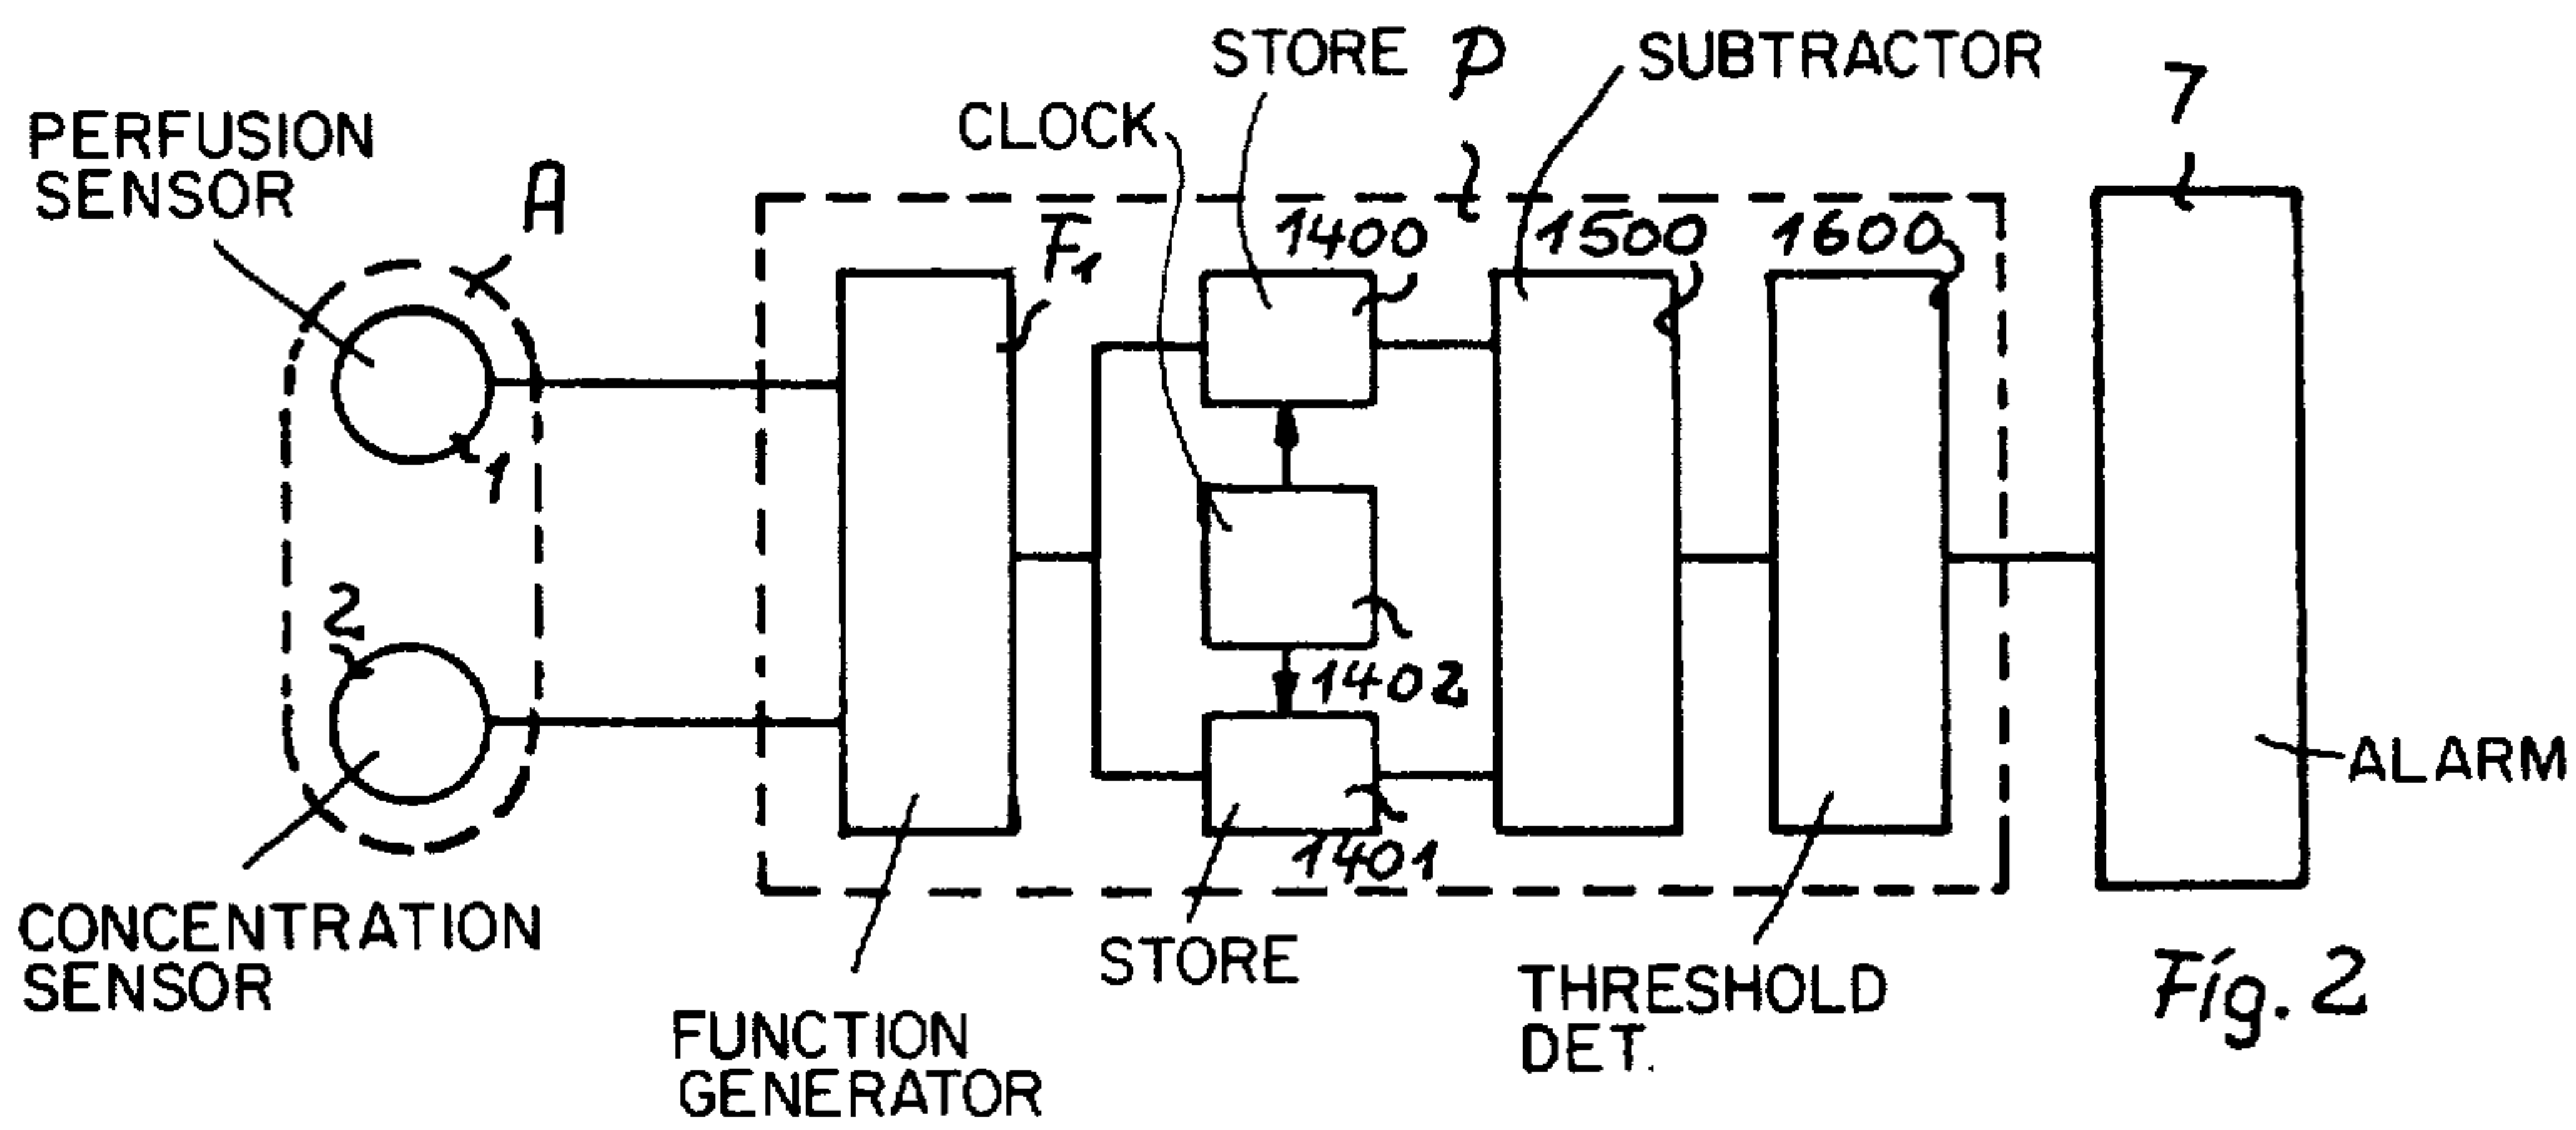 STORE
P
SUBTRACTOR
7
CLOCK
PERFUSION
SENSOR
A
F1
1400
1500
1600
1
2
1402
1401
ALARM
CONCENTRATION
SENSOR
STORE
THRESHOLD
DET.
FUNCTION
GENERATOR
Fig. 2